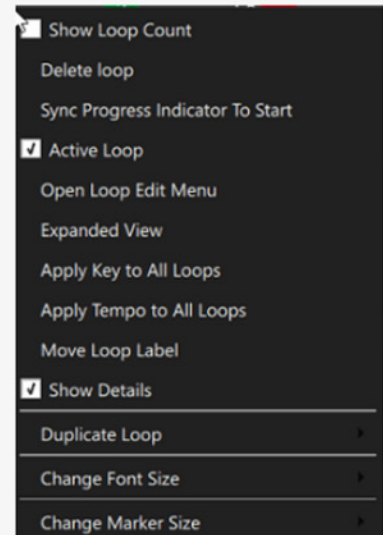 Show Loop Count
Delete loop
Sync Progress Indicator To Start
Active Loop
Open Loop Edit Menu
Expanded View
Apply Key to All Loops
Apply Tempo to All Loops
Move Loop Label
Show Details
Duplicate Loop
Change Font Size
Change Marker Size